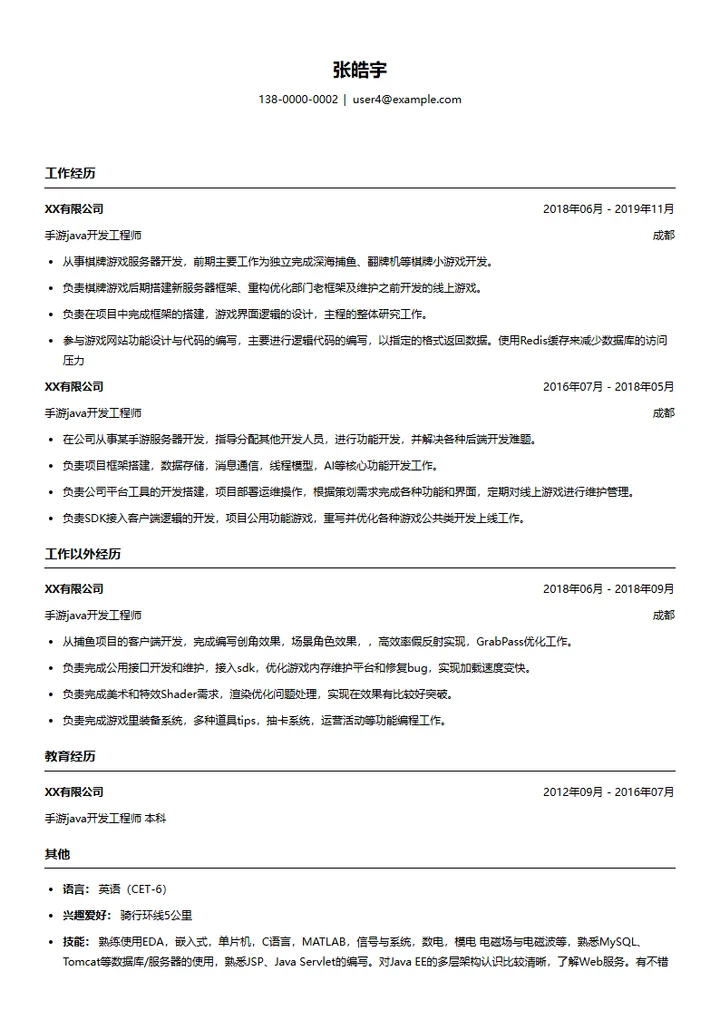 张皓宇
138-0000-0002 | user4@example.com
工作经历
XX有限公司 2018年06月 - 2019年11月
手游java开发工程师 成都
• 从事棋牌游戏服务器开发，前期主要工作为独立完成深海捕鱼、翻牌机等棋牌小游戏开发。
• 负责棋牌游戏后期搭建新服务器框架、重构优化部门老框架及维护之前开发的线上游戏。
• 负责在项目中完成框架的搭建，游戏界面逻辑的设计，主程的整体研究工作。
• 参与游戏网站功能设计与代码的编写，主要进行逻辑代码的编写，以指定的格式返回数据。使用Redis缓存来减少数据库的访问
压力
XX有限公司 2016年07月 - 2018年05月
手游java开发工程师 成都
• 在公司从事某手游服务器开发，指导分配其他开发人员，进行功能开发，并解决各种后端开发难题。
• 负责项目框架搭建，数据存储，消息通信，线程模型，AI等核心功能开发工作。
• 负责公司平台工具的开发搭建，项目部署运维操作，根据策划需求完成各种功能和界面，定期对线上游戏进行维护管理。
• 负责SDK接入客户端逻辑的开发，项目公用功能游戏，重写并优化各种游戏公共类开发上线工作。
工作以外经历
XX有限公司 2018年06月 - 2018年09月
手游java开发工程师 成都
• 从捕鱼项目的客户端开发，完成编写创角效果，场景角色效果，，高效率假反射实现，GrabPass优化工作。
• 负责完成公用接口开发和维护，接入sdk，优化游戏内存维护平台和修复bug，实现加载速度变快。
• 负责完成美术和特效Shader需求，渲染优化问题处理，实现在效果有比较好突破。
• 负责完成游戏里装备系统，多种道具tips，抽卡系统，运营活动等功能编程工作。
教育经历
XX有限公司 2012年09月 - 2016年07月
手游java开发工程师 本科
其他
• 语言： 英语（CET-6）
• 兴趣爱好： 骑行环线5公里
• 技能： 熟练使用EDA，嵌入式，单片机，C语言，MATLAB，信号与系统，数电，模电 电磁场与电磁波等，熟悉MySQL、
Tomcat等数据库/服务器的使用，熟悉JSP、Java Servlet的编写。对Java EE的多层架构认识比较清晰，了解Web服务。有不错